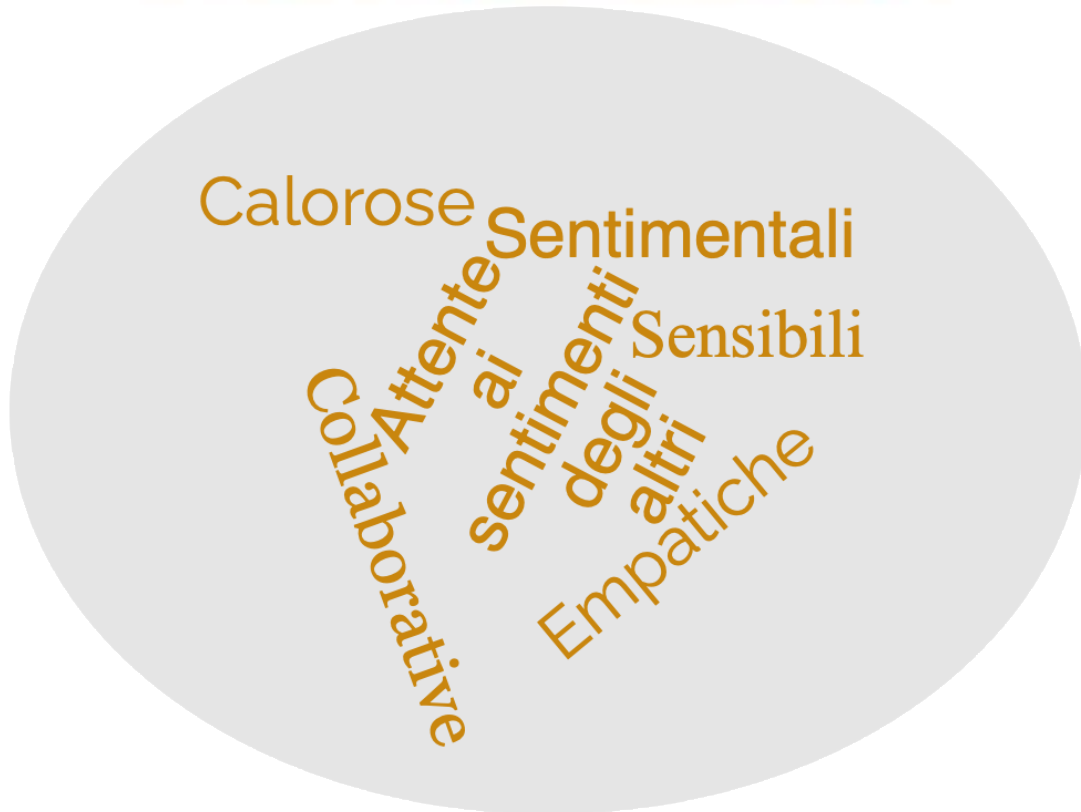 Calorose
Sentimentali
Attente
ai
sentimenti
degli
altri
Sensibili
Collaborative
Empatiche